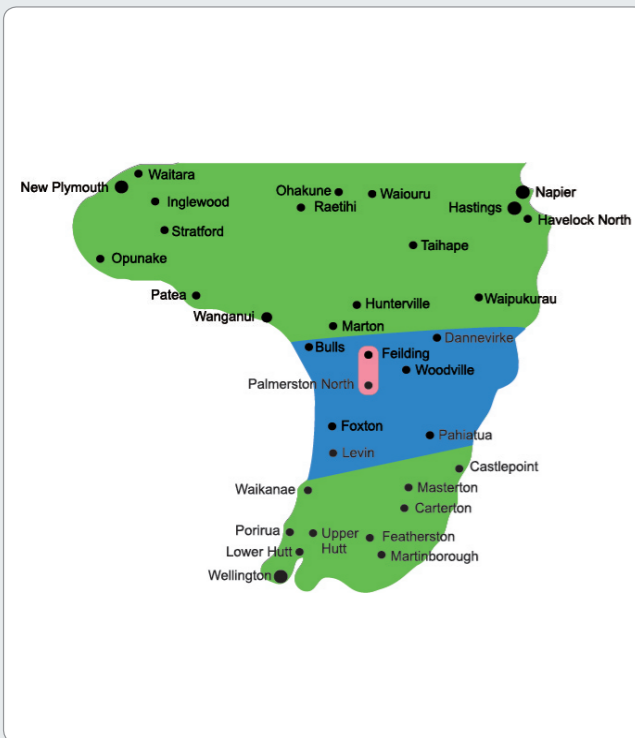 Waitara
New Plymouth
Ohakune
Waiouru
Napier
Inglewood
Raetihi
Hastings
Havelock North
Stratford
Taihape
Opunake
Patea
Hunterville
Waipukurau
Wanganui
Marton
Bulls
Dannevirke
Feilding
Woodville
Palmerston North
Foxton
Pahiatua
Levin
Castlepoint
Waikanae
Masterton
Carterton
Porirua
Upper
Hutt
Featherston
Lower Hutt
Martinborough
Wellington